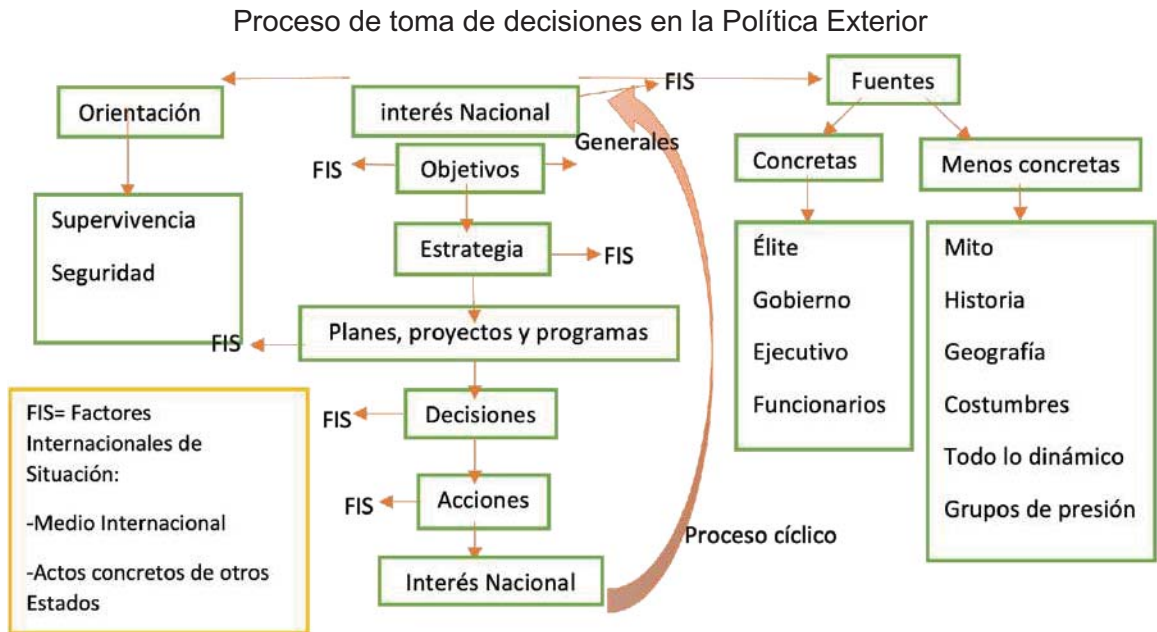 Proceso de toma de decisiones en la Política Exterior
Orientación
Supervivencia
Seguridad
interés Nacional
FIS
Generales
FIS
Objetivos
Estrategia
FIS
Planes, proyectos y programas
FIS
Decisiones
FIS
Acciones
FIS
Interés Nacional
Proceso cíclico
Fuentes
Concretas
Élite
Gobierno
Ejecutivo
Funcionarios
Menos concretas
Mito
Historia
Geografía
Costumbres
Todo lo dinámico
Grupos de presión
FIS= Factores
Internacionales de
Situación:
-Medio Internacional
-Actos concretos de otros
Estados